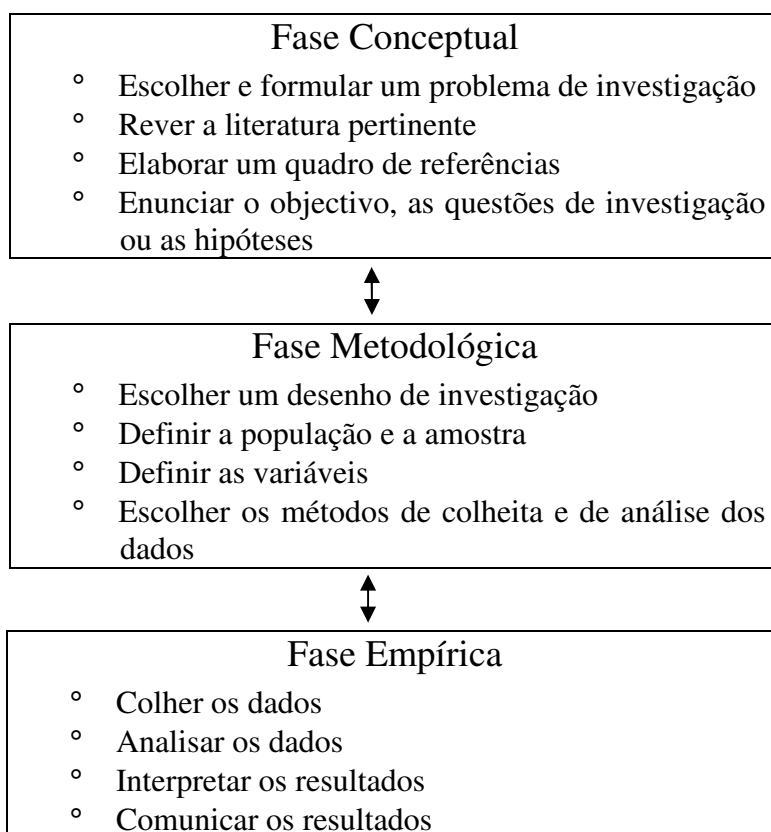 Fase Conceptual
° Escolher e formular um problema de investigação
° Rever a literatura pertinente
° Elaborar um quadro de referências
° Enunciar o objectivo, as questões de investigação
ou as hipóteses
Fase Metodológica
° Escolher um desenho de investigação
° Definir a população e a amostra
° Definir as variáveis
° Escolher os métodos de colheita e de análise dos
dados
Fase Empírica
° Colher os dados
° Analisar os dados
° Interpretar os resultados
° Comunicar os resultados